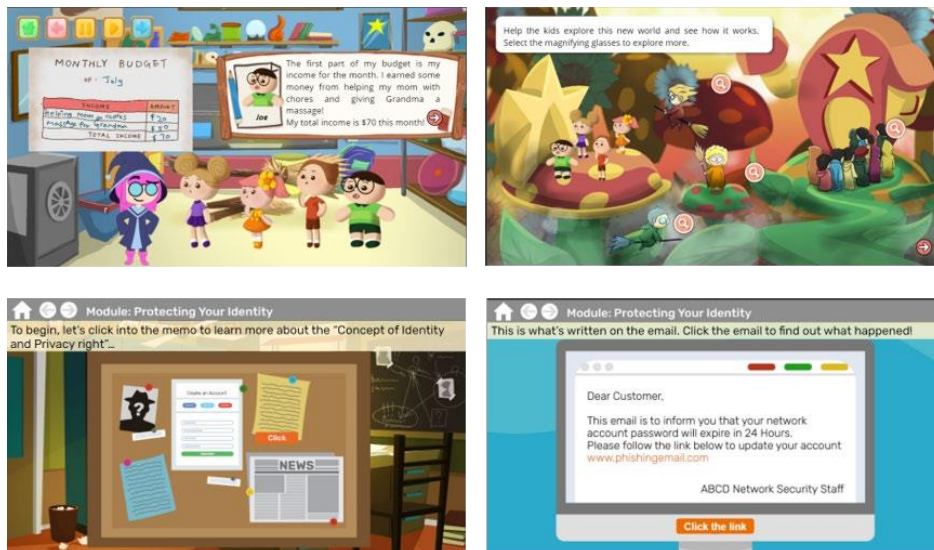 MONTHLY BUDGET
OF: July
INCOME AMOUNT
Helping Mom w/ chores $20
massage for Grandma $50
TOTAL INCOME $70
The first part of my budget is my
income for the month. I earned some
money from helping my mom with
chores and giving Grandma a
massage!
My total income is $70 this month!
Joe
Help the kids explore this new world and see how it works.
Select the magnifying glasses to explore more.
Module: Protecting Your Identity
To begin, let's click into the memo to learn more about the "Concept of Identity
and Privacy right"...
Create an Account
Click
NEWS
Module: Protecting Your Identity
This is what's written on the email. Click the email to find out what happened!
Dear Customer,
This email is to inform you that your network
account password will expire in 24 Hours.
Please follow the link below to update your account
www.phishingemail.com
ABCD Network Security Staff
Click the link